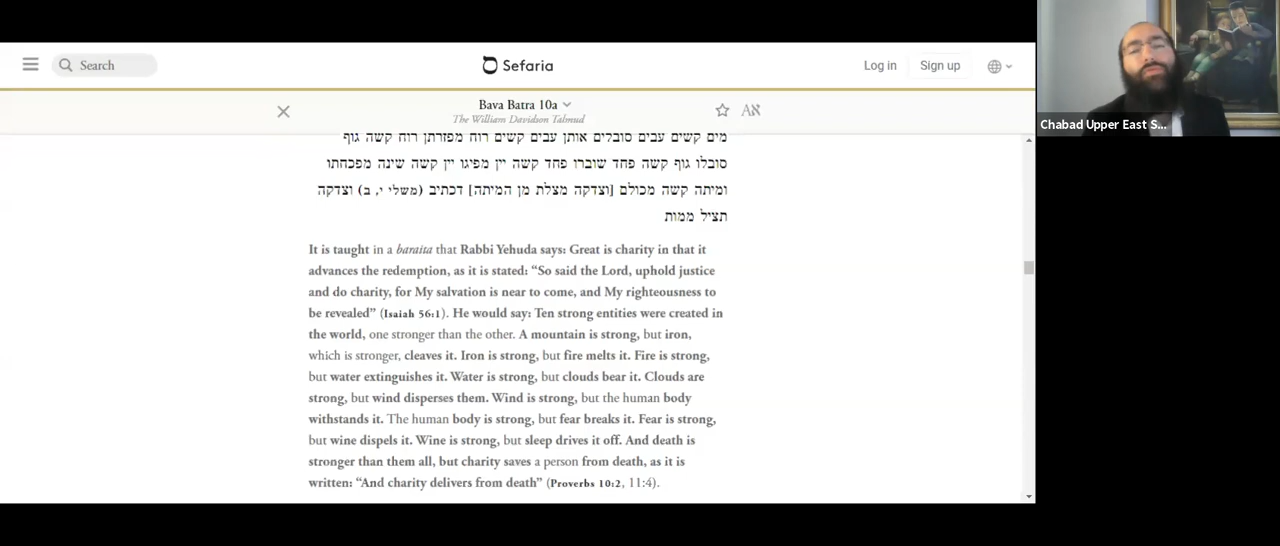 Search
Sefaria
Log in
Sign up
Bava Batra 10a
The William Davidson Talmud
Aא
מים קשים עבים סובלים אותן עבים קשים רוח מפזרתן רוח קשה גוף
סובלו גוף קשה פחד שוברו פחד קשה יין מפיגו יין קשה שינה מפכחתו
ומיתה קשה מכולם [וצדקה מצלת מן המיתה] דכתיב (משלי י, ב) וצדקה
תציל ממות
It is taught in a baraita that Rabbi Yehuda says: Great is charity in that it
advances the redemption, as it is stated: “So said the Lord, uphold justice
and do charity, for My salvation is near to come, and My righteousness to
be revealed” (Isaiah 56:1). He would say: Ten strong entities were created in
the world, one stronger than the other. A mountain is strong, but iron,
which is stronger, cleaves it. Iron is strong, but fire melts it. Fire is strong,
but water extinguishes it. Water is strong, but clouds bear it. Clouds are
strong, but wind disperses them. Wind is strong, but the human body
withstands it. The human body is strong, but fear breaks it. Fear is strong,
but wine dispels it. Wine is strong, but sleep drives it off. And death is
stronger than them all, but charity saves a person from death, as it is
written: “And charity delivers from death” (Proverbs 10:2, 11:4).
Chabad Upper East S...